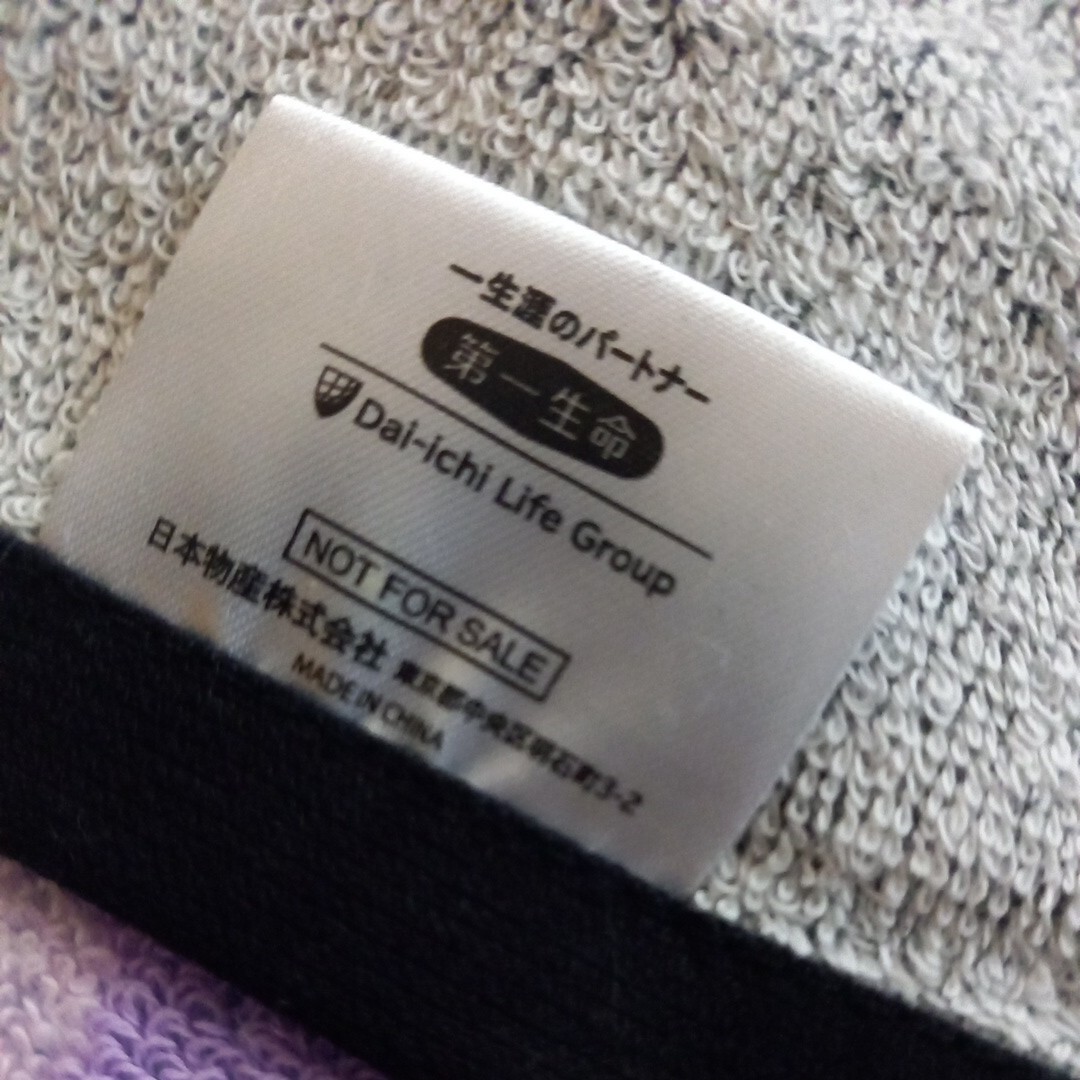 一生涯のパートナー
第一生命
Dai-ichi Life Group
NOT FOR SALE
日本物産株式会社 東京都中央区明石町3-2
MADE IN CHINA